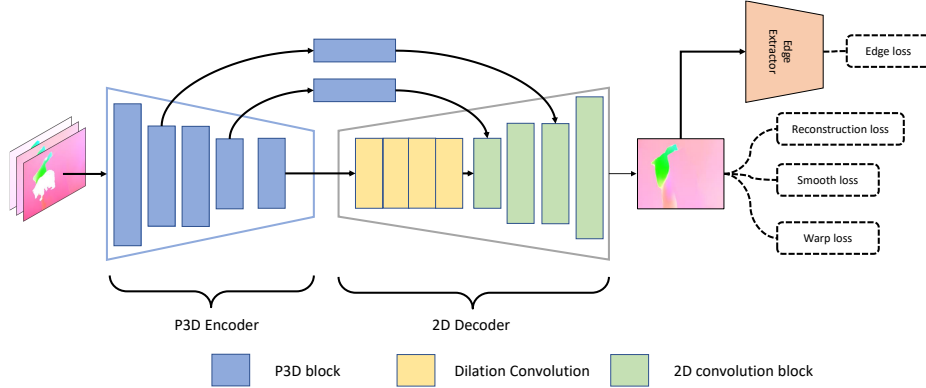 Edge
Extractor
Edge loss
Reconstruction loss
Smooth loss
Warp loss
P3D Encoder
2D Decoder
P3D block
Dilation Convolution
2D convolution block